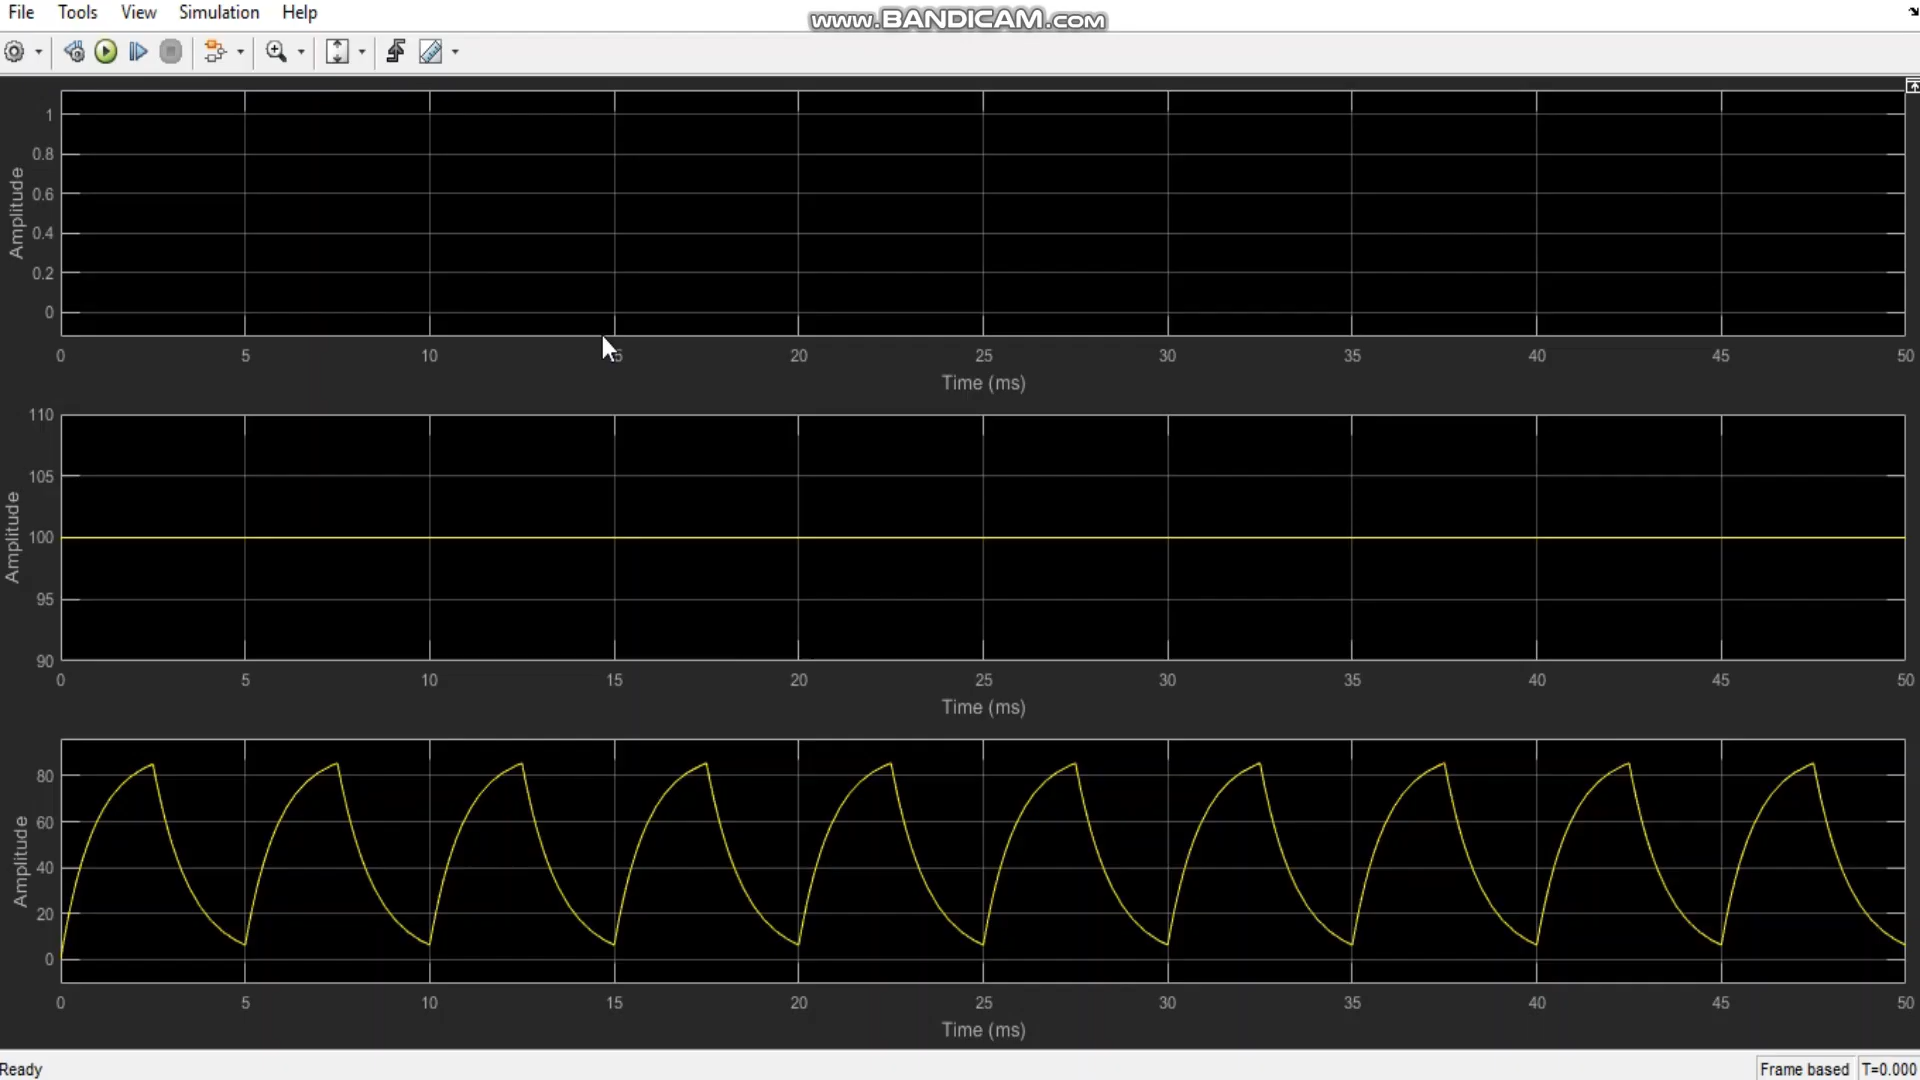 File Tools View Simulation Help
www.BANDICAM.com
1
0.8
0.6
0.4
0.2
0
Amplitude
0 5 10 5 20 25 30 35 40 45 50
Time (ms)
110
105
100
95
90
Amplitude
0 5 10 15 20 25 30 35 40 45 50
Time (ms)
80
60
40
20
0
Amplitude
0 5 10 15 20 25 30 35 40 45 50
Time (ms)
Ready
Frame based T=0.000